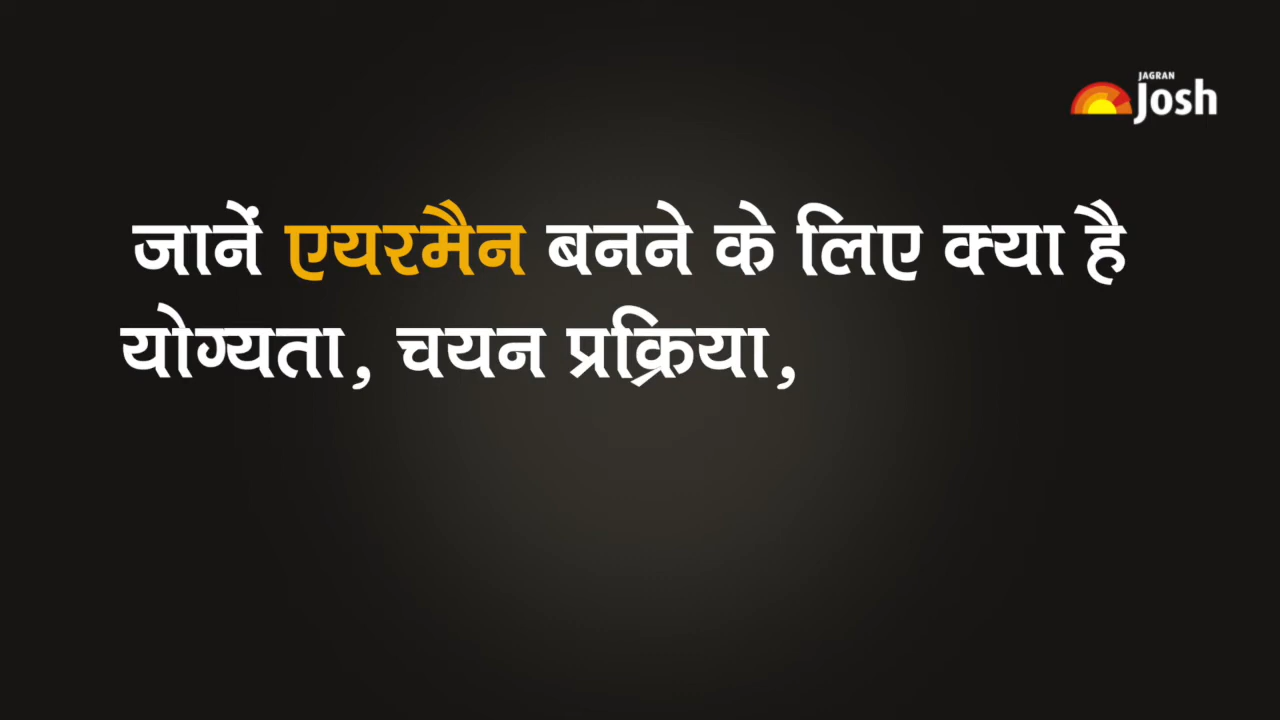 JAGRAN
Josh
जानें एयरमैन बनने के लिए क्या है
योग्यता, चयन प्रक्रिया,